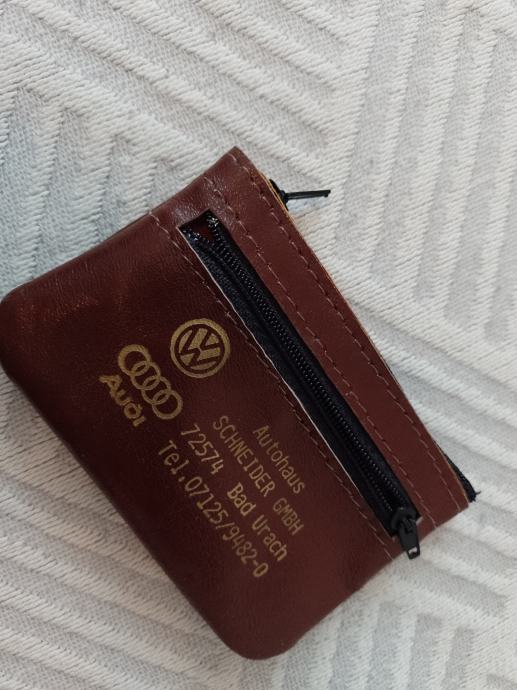 Audi
Autohaus
SCHNEIDER GMBH
72574 Bad Urach
Tel.07125/9482-0